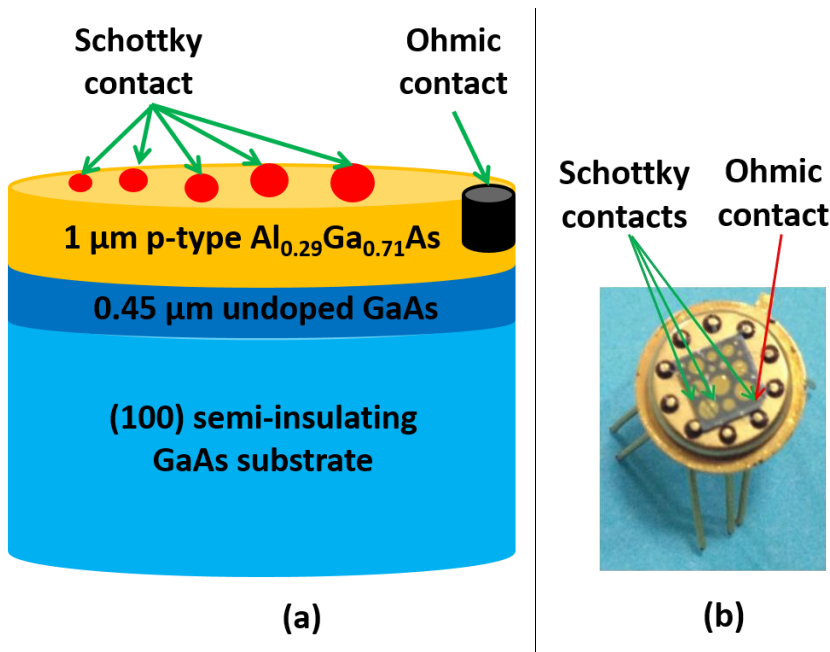 Schottky
contact
Ohmic
contact
1 μm p-type Al₀.₂₉Ga₀.₇₁As
0.45 μm undoped GaAs
(100) semi-insulating
GaAs substrate
(a)
Schottky
contacts
Ohmic
contact
(b)